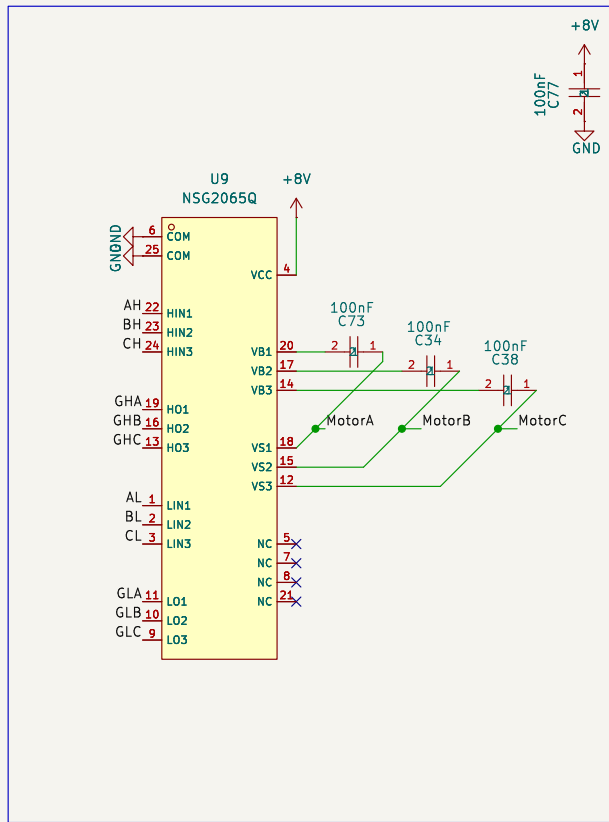 +8V
1
100nF
C77
2
GND
U9
NSG2065Q
+8V
GND
6
COM
GND
25
COM
VCC
4
AH
22
HIN1
BH
23
HIN2
CH
24
HIN3
100nF
C73
VB1
20
2
1
100nF
C34
VB2
17
2
1
100nF
C38
VB3
14
2
1
GHA
19
HO1
GHB
16
HO2
GHC
13
HO3
MotorA
MotorB
MotorC
VS1
18
VS2
15
VS3
12
AL
1
LIN1
BL
2
LIN2
CL
3
LIN3
NC
5
NC
7
NC
8
NC
21
GLA
11
LO1
GLB
10
LO2
GLC
9
LO3